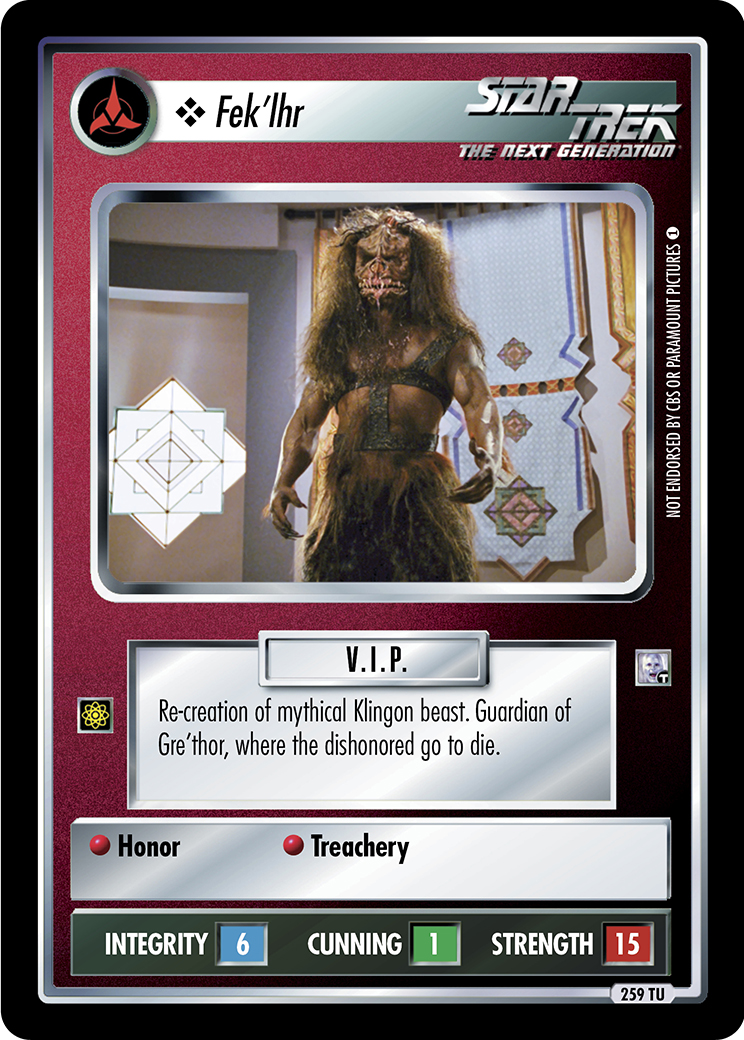 ❖ Fek'lhr
STAR TREK
THE NEXT GENERATION
NOT ENDORSED BY CBS OR PARAMOUNT PICTURES 1
V.I.P.
T
Re-creation of mythical Klingon beast. Guardian of
Gre'thor, where the dishonored go to die.
Honor Treachery
INTEGRITY 6 CUNNING 1 STRENGTH 15
259 TU